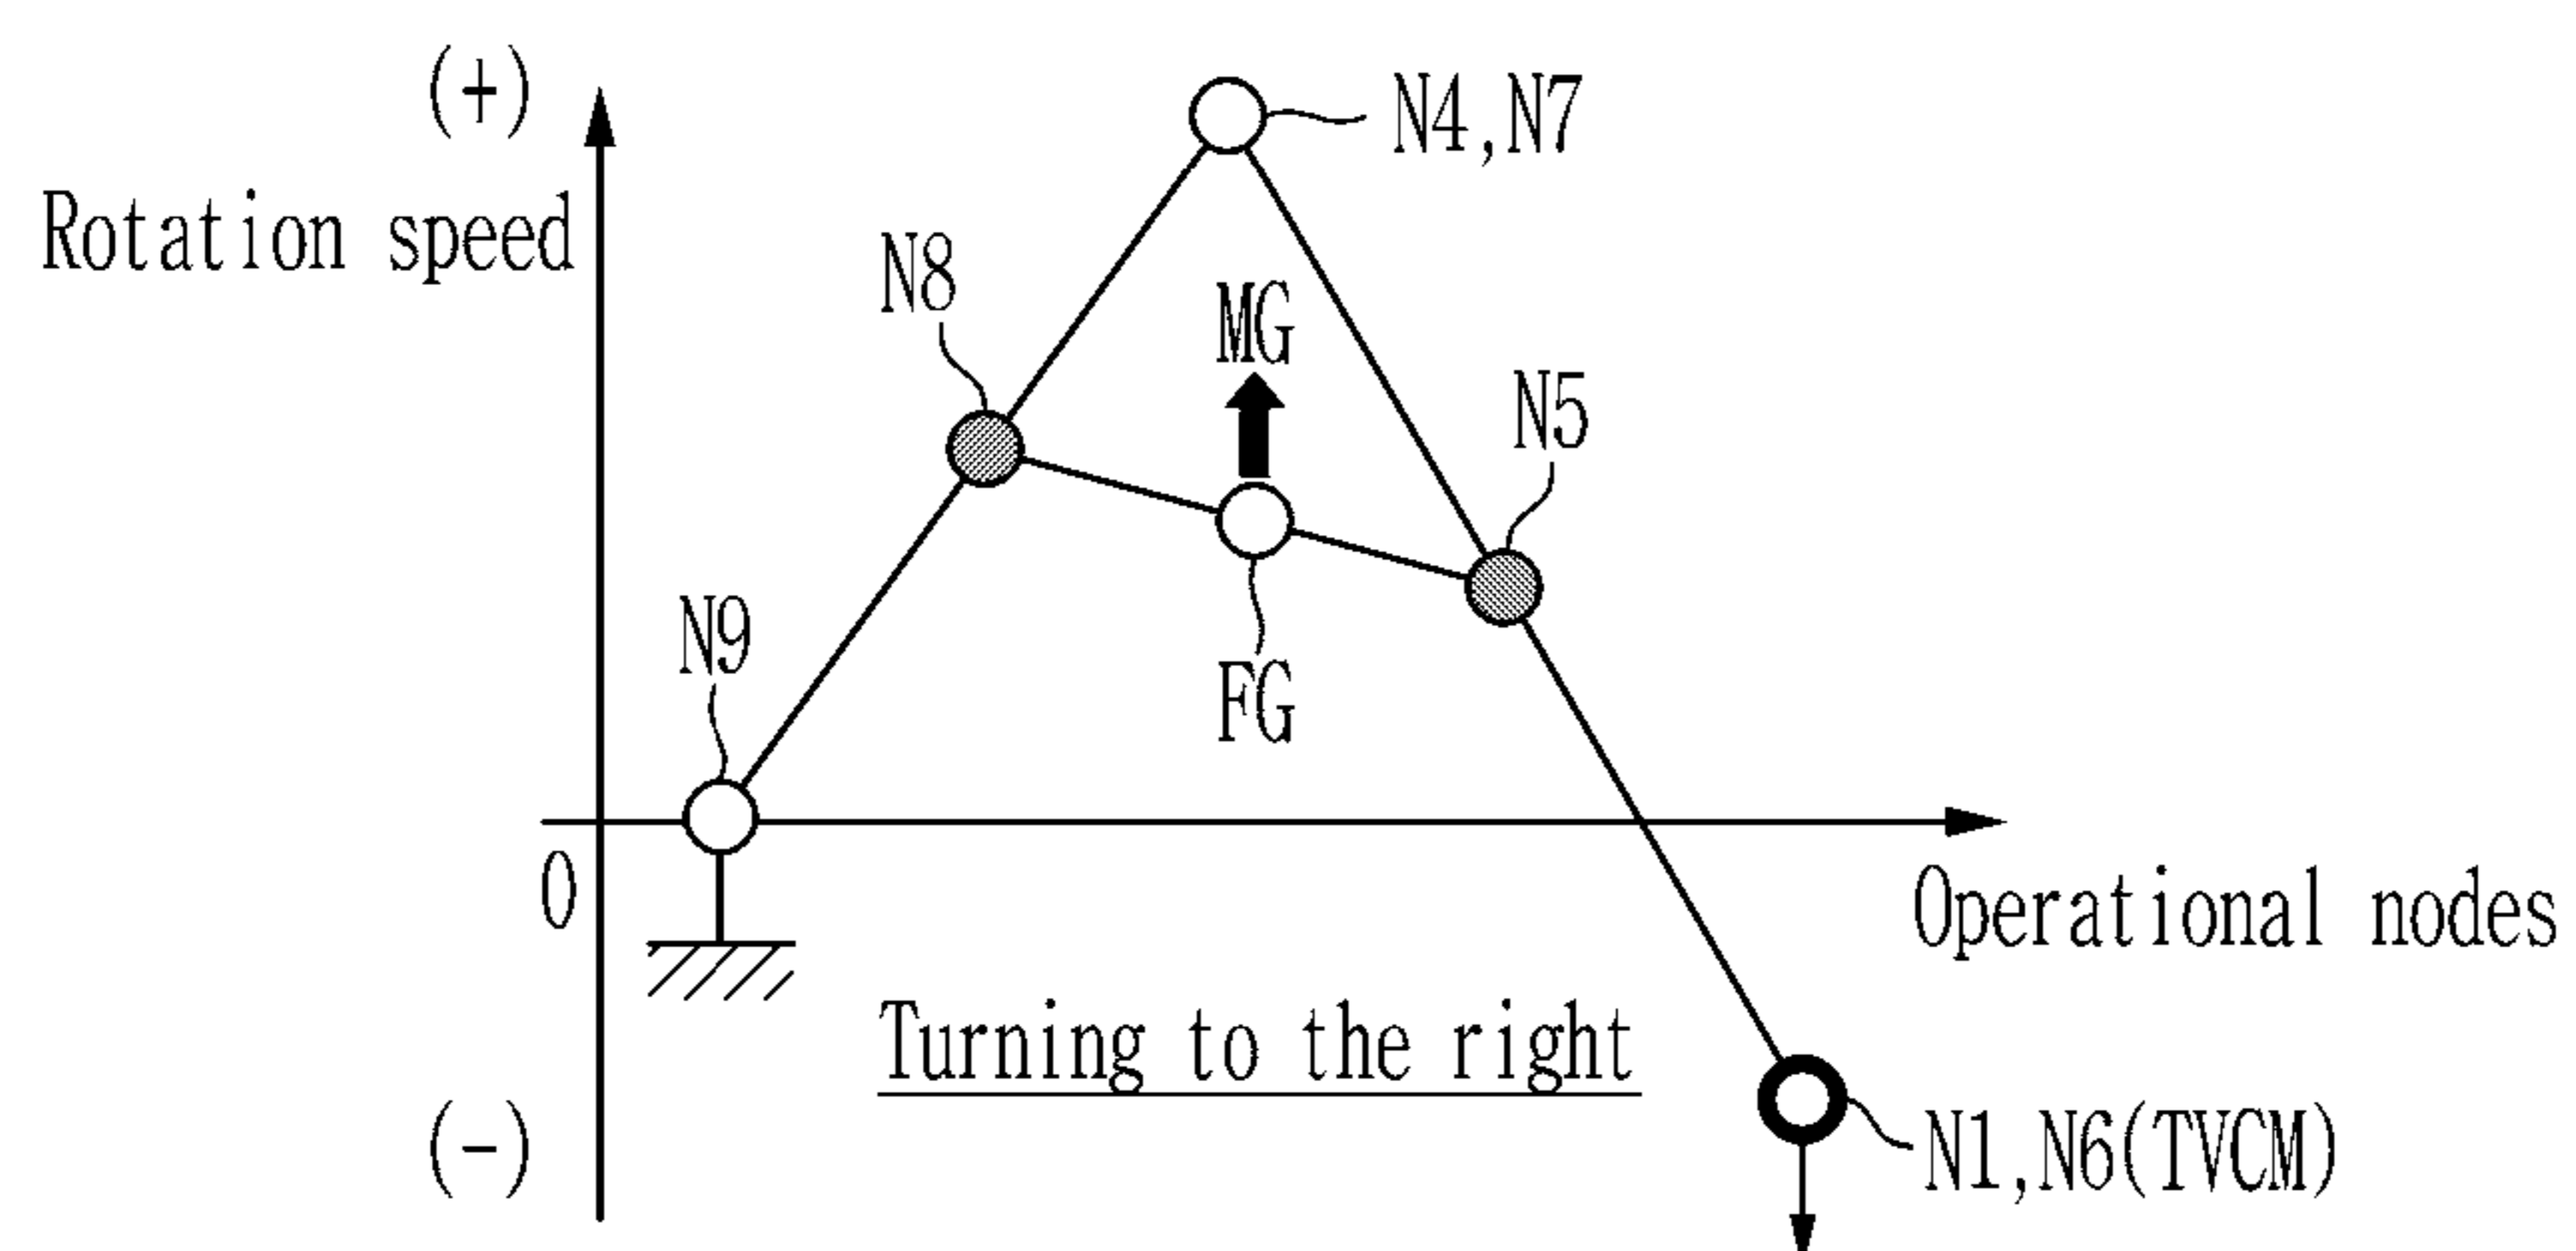 (+)
N4,N7
Rotation speed
N8
MG
N5
N9
FG
0
Operational nodes
Turning to the right
(-)
N1,N6(TVCM)